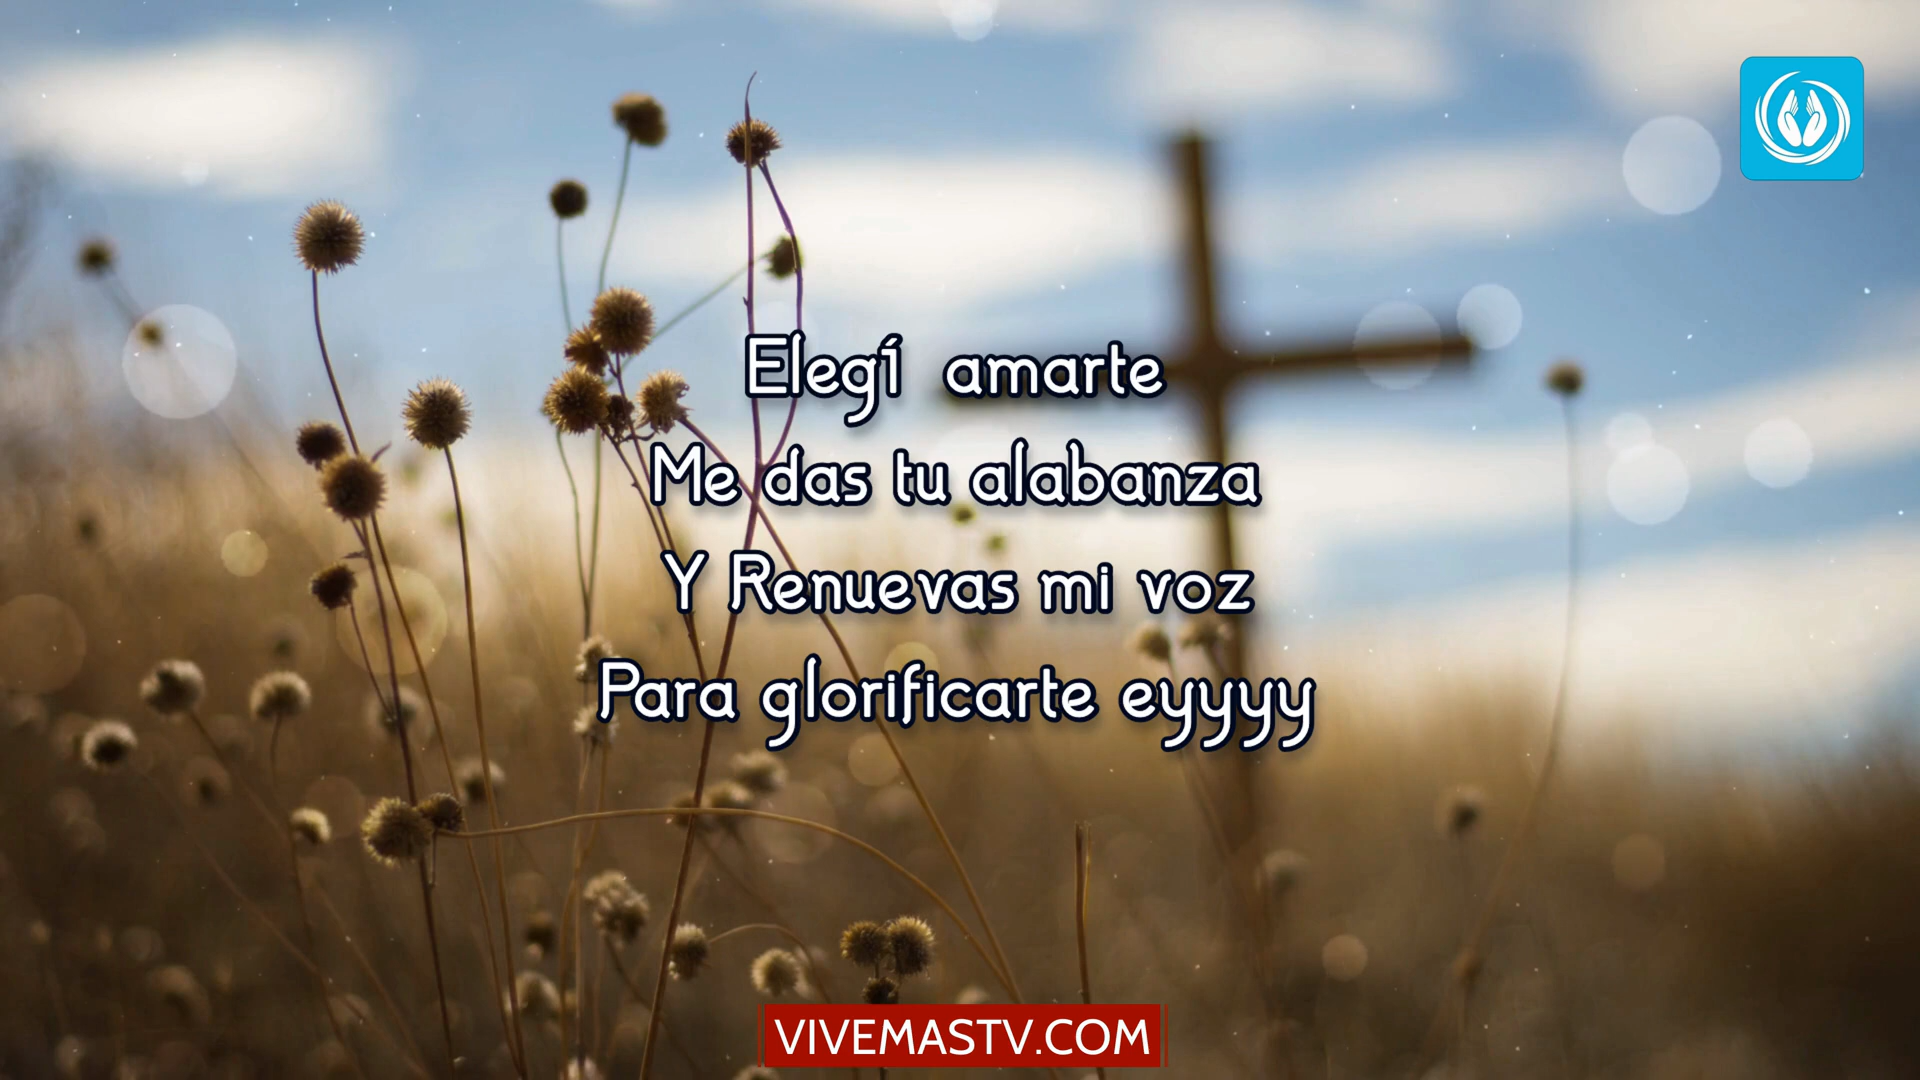 Elegí amarte
Me das tu alabanza
Y Renuevas mi voz
Para glorificarte eyyyy
VIVEMASTV.COM